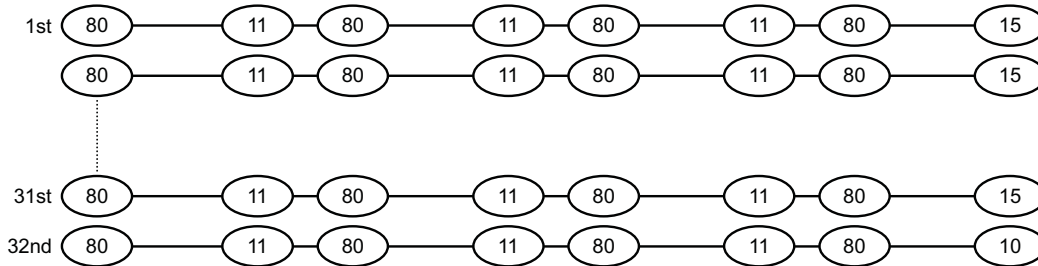 1st 80 11 80 11 80 11 80 15
80 11 80 11 80 11 80 15
31st 80 11 80 11 80 11 80 15
32nd 80 11 80 11 80 11 80 10